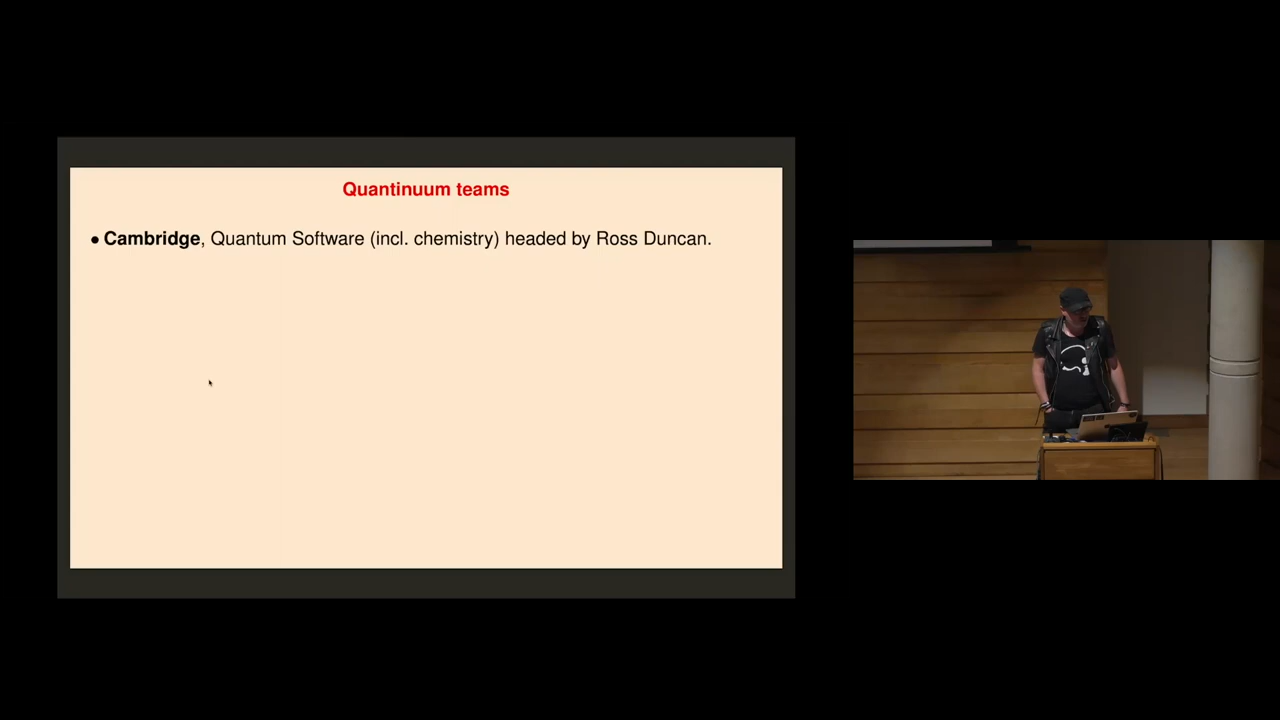 Quantinuum teams
• Cambridge, Quantum Software (incl. chemistry) headed by Ross Duncan.